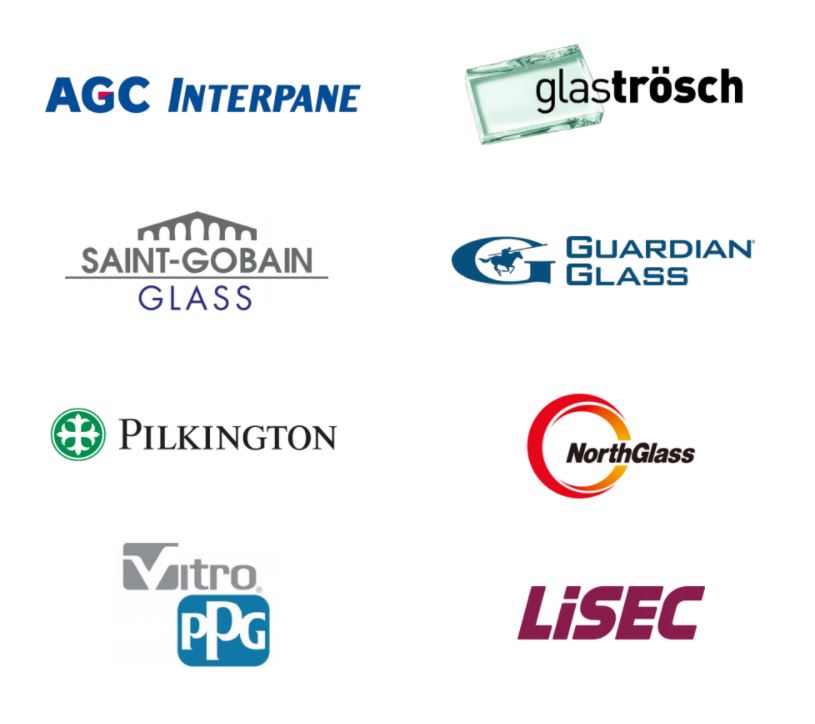 AGC INTERPANE
glaströsch
SAINT-GOBAIN
GLASS
GUARDIAN®
GLASS
PILKINGTON
NorthGlass
Vitro®
PPG
LiSEC